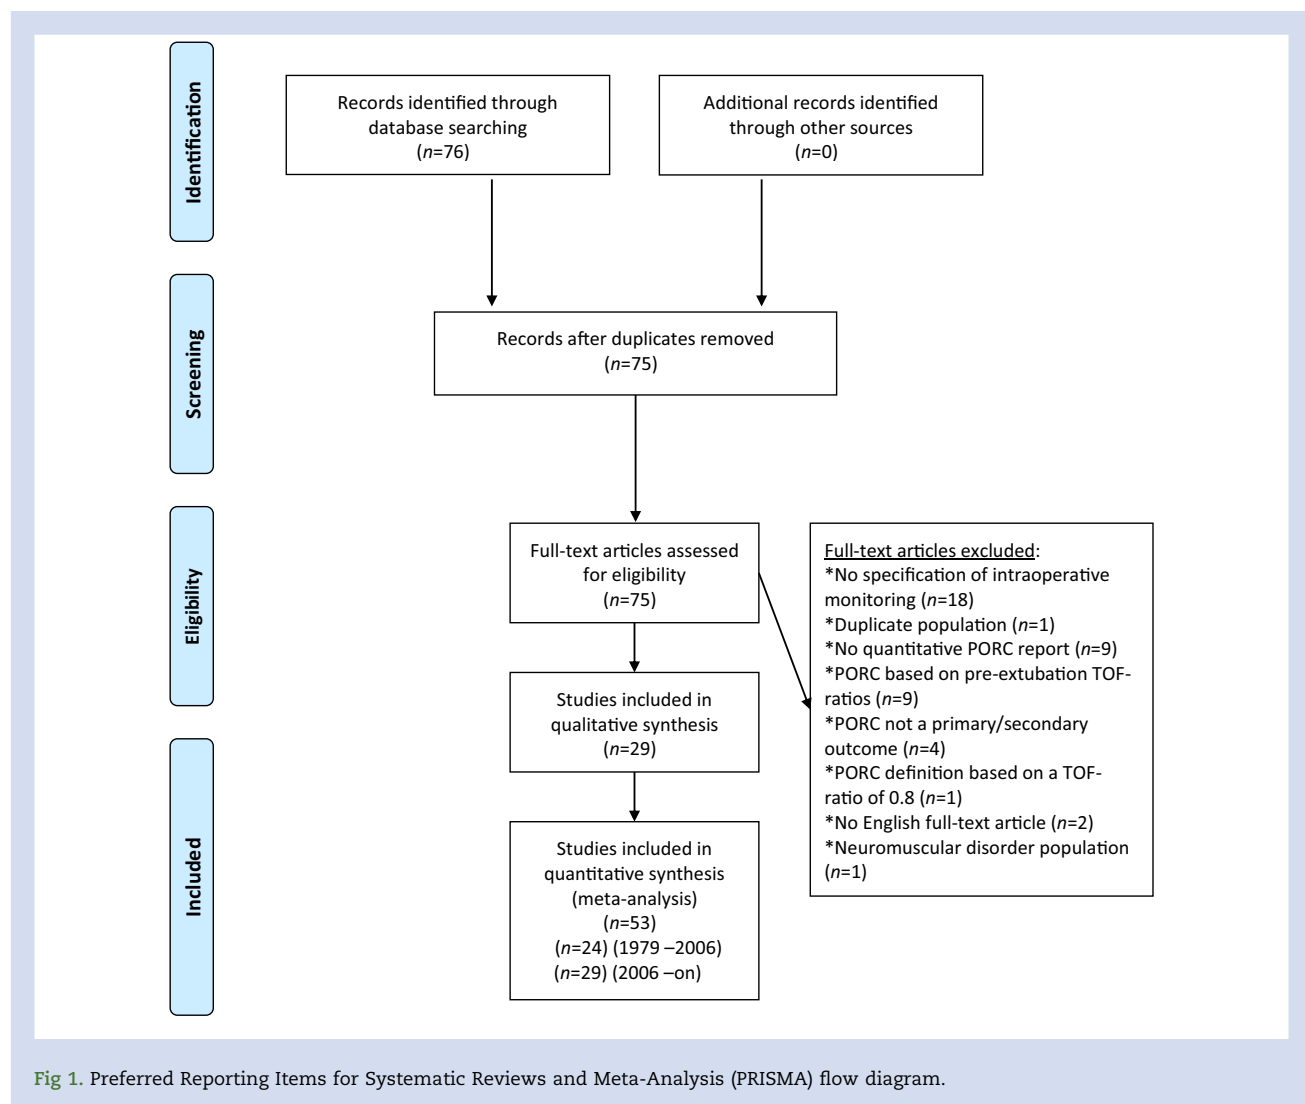 Identification
Records identified through
database searching
(n=76)
Additional records identified
through other sources
(n=0)
Screening
Records after duplicates removed
(n=75)
Eligibility
Full-text articles assessed
for eligibility
(n=75)
Full-text articles excluded:
*No specification of intraoperative
monitoring (n=18)
*Duplicate population (n=1)
*No quantitative PORC report (n=9)
*PORC based on pre-extubation TOF-
ratios (n=9)
*PORC not a primary/secondary
outcome (n=4)
*PORC definition based on a TOF-
ratio of 0.8 (n=1)
*No English full-text article (n=2)
*Neuromuscular disorder population
(n=1)
Studies included in
qualitative synthesis
(n=29)
Included
Studies included in
quantitative synthesis
(meta-analysis)
(n=53)
(n=24) (1979 –2006)
(n=29) (2006 –on)
Fig 1. Preferred Reporting Items for Systematic Reviews and Meta-Analysis (PRISMA) flow diagram.